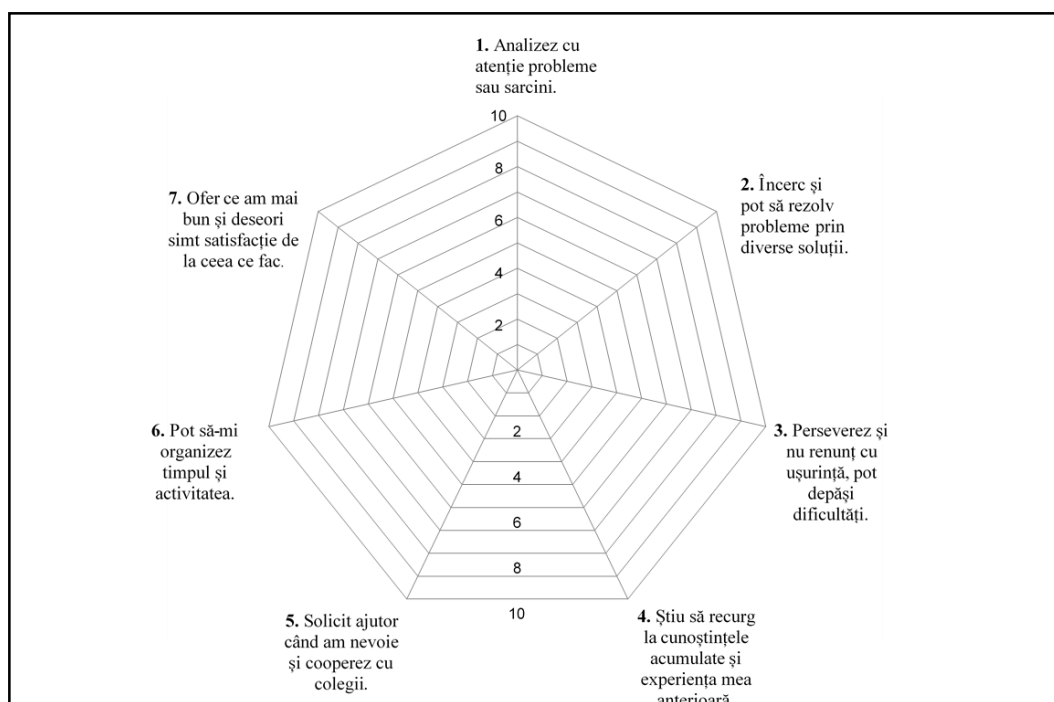 1. Analizez cu
atenție probleme
sau sarcini.
10
8
6
4
2
2. Încerc și
pot să rezolv
probleme prin
diverse soluții.
7. Ofer ce am mai
bun și deseori
simt satisfacție de
la ceea ce fac.
3. Perseverez și
nu renunț cu
ușurință, pot
depăși
dificultăți.
6. Pot să-mi
organizez
timpul și
activitatea.
2
4
6
8
10
5. Solicit ajutor
când am nevoie
și cooperez cu
colegii.
4. Știu să recurg
la cunoștințele
acumulate și
experiența mea
anterioară